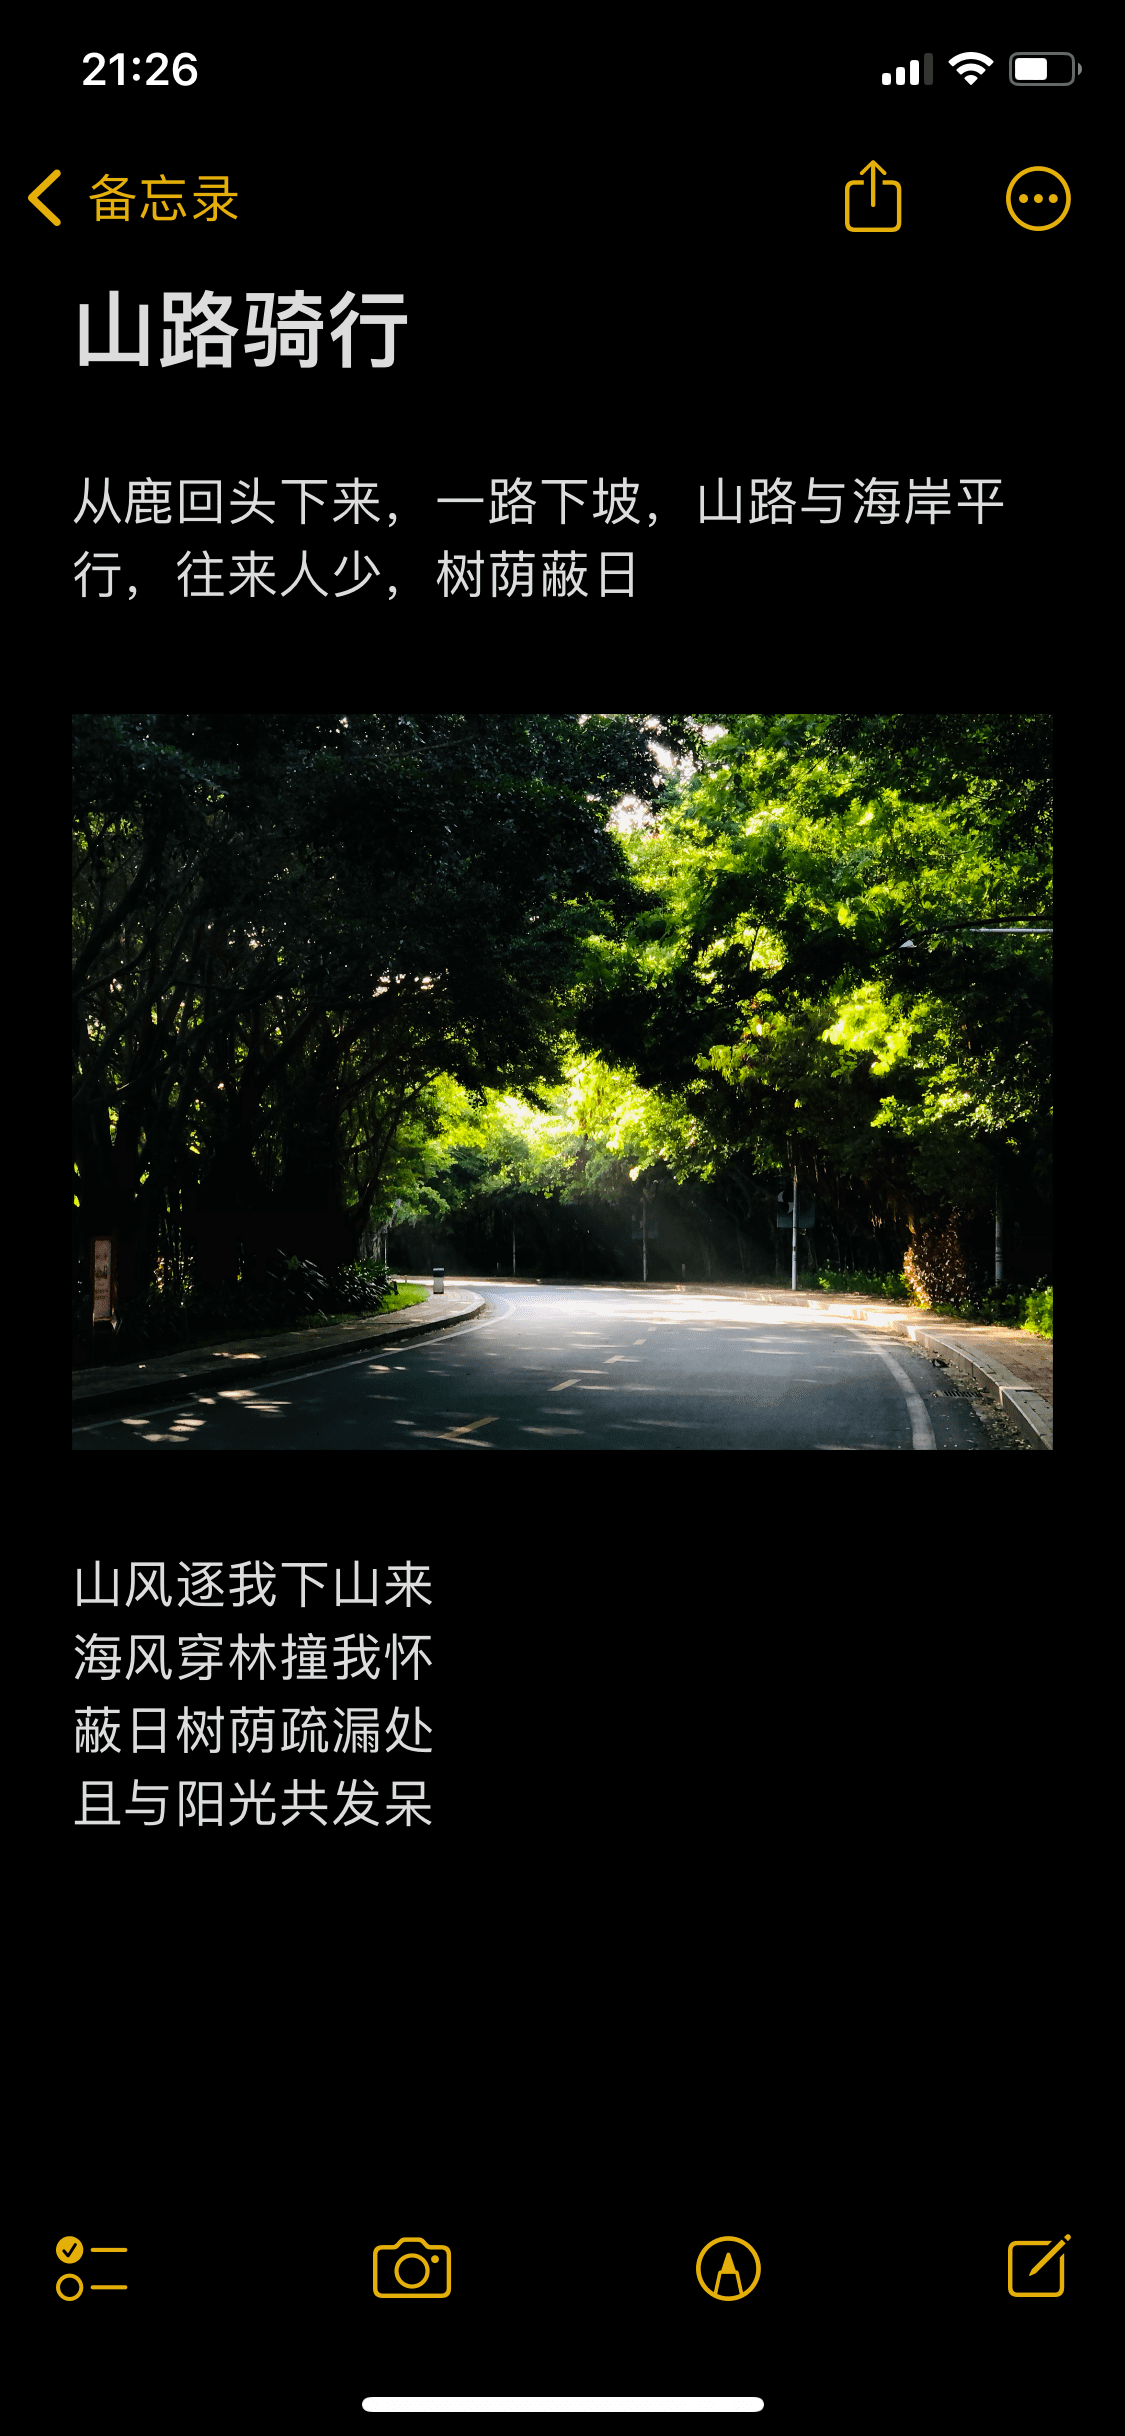 21:26
备忘录
山路骑行
从鹿回头下来，一路下坡，山路与海岸平
行，往来人少，树荫蔽日
山风逐我下山来
海风穿林撞我怀
蔽日树荫疏漏处
且与阳光共发呆